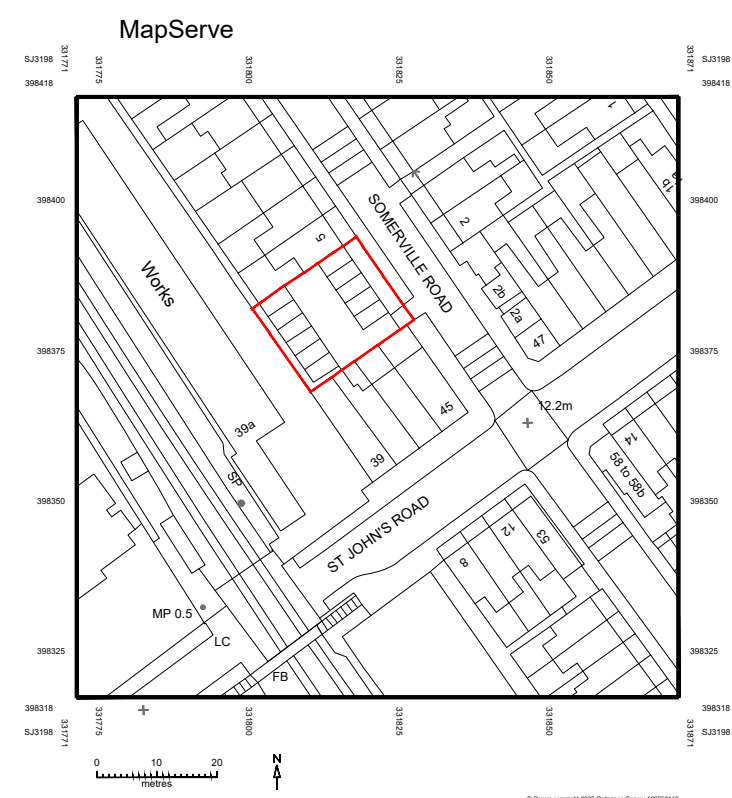 MapServe
331771 331775 331800 331825 331850 331871
SJ3198 SJ3198
398418 398418
398400 398400
398375 398375
398350 398350
398325 398325
398318 398318
SJ3198 SJ3198
331771 331775 331800 331825 331850 331871
1
1b
SOMERVILLE ROAD
2
5
Works
2b
2a
47
12.2m
45
39a
39
14
58 to 58b
SP
ST JOHN'S ROAD
12
53
8
MP 0.5
LC
FB
0 10 20
metres
N